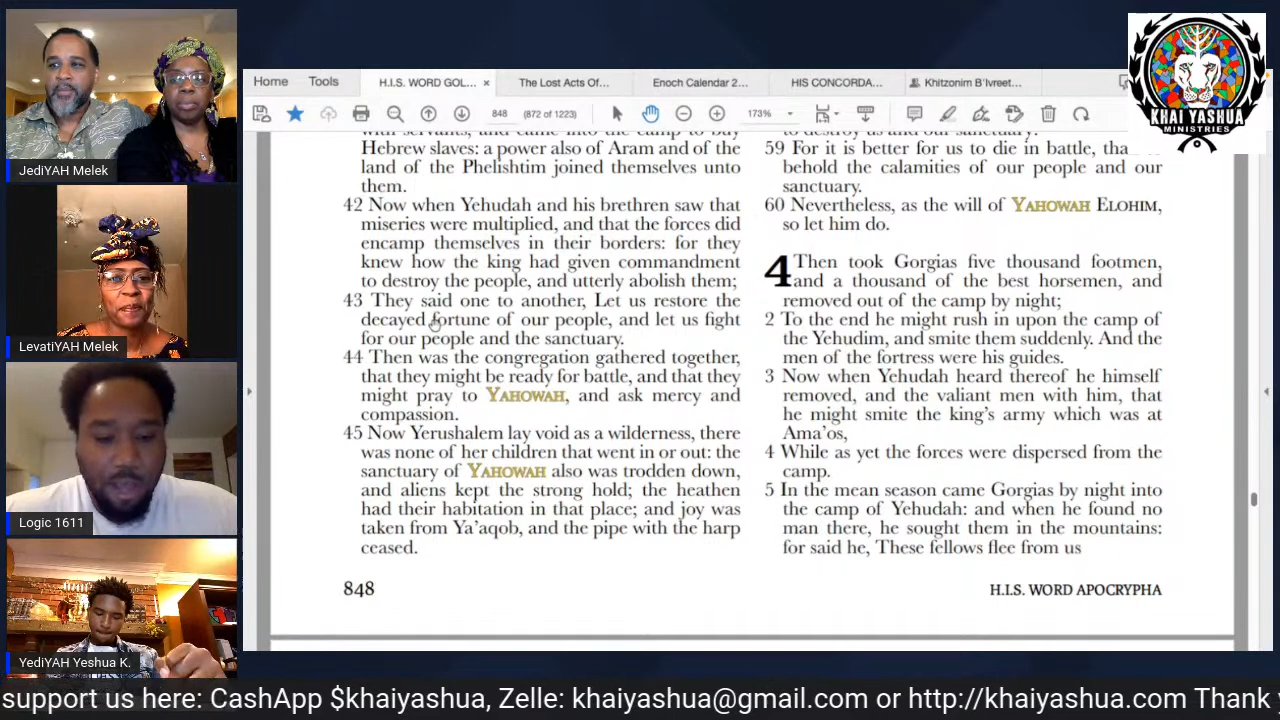 JediYAH Melek
LevatiYAH Melek
Logic 1611
YediYAH Yeshua K.
KHAI YASHUA
MINISTRIES
Home Tools H.I.S. WORD GOL... × The Lost Acts Of... Enoch Calendar 2... HIS CONCORDA... Khitzonim B'Ivreet...
848 (872 of 1223) 173%
with servants, and came into the camp to buy
Hebrew slaves: a power also of Aram and of the
land of the Phelishtim joined themselves unto
them.
42 Now when Yehudah and his brethren saw that
miseries were multiplied, and that the forces did
encamp themselves in their borders: for they
knew how the king had given commandment
to destroy the people, and utterly abolish them;
43 They said one to another, Let us restore the
decayed fortune of our people, and let us fight
for our people and the sanctuary.
44 Then was the congregation gathered together,
that they might be ready for battle, and that they
might pray to YAHOWAH, and ask mercy and
compassion.
45 Now Yerushalem lay void as a wilderness, there
was none of her children that went in or out: the
sanctuary of YAHOWAH also was trodden down,
and aliens kept the strong hold; the heathen
had their habitation in that place; and joy was
taken from Ya'aqob, and the pipe with the harp
ceased.
848
to destroy us and our sanctuary.
59 For it is better for us to die in battle, tha
behold the calamities of our people and our
sanctuary.
60 Nevertheless, as the will of YAHOWAH ELOHIM,
so let him do.
4 Then took Gorgias five thousand footmen,
and a thousand of the best horsemen, and
removed out of the camp by night;
2 To the end he might rush in upon the camp of
the Yehudim, and smite them suddenly. And the
men of the fortress were his guides.
3 Now when Yehudah heard thereof he himself
removed, and the valiant men with him, that
he might smite the king's army which was at
Ama'os,
4 While as yet the forces were dispersed from the
camp.
5 In the mean season came Gorgias by night into
the camp of Yehudah: and when he found no
man there, he sought them in the mountains:
for said he, These fellows flee from us
H.I.S. WORD APOCRYPHA
support us here: CashApp $khaiyashua, Zelle: khaiyashua@gmail.com or http://khaiyashua.com Thank